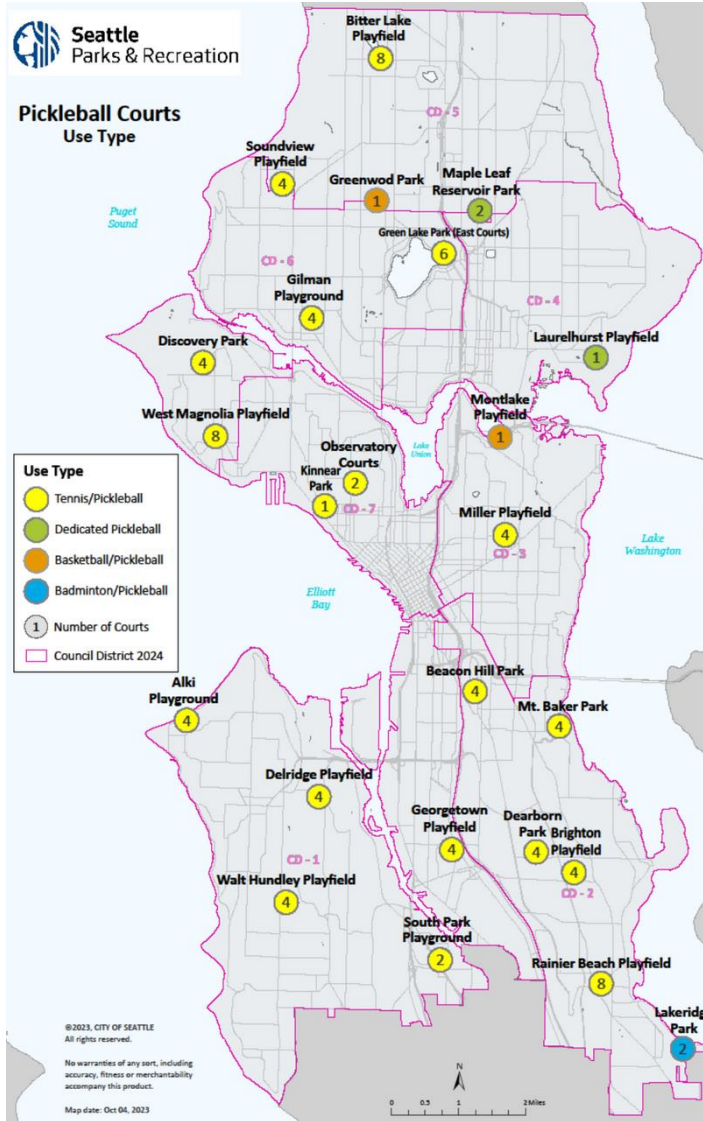 Seattle
Parks & Recreation
Pickleball Courts
Use Type
Bitter Lake
Playfield
8
CD - 5
Soundview
Playfield
4
Greenwod Park
1
Maple Leaf
Reservoir Park
2
Puget
Sound
Green Lake Park (East Courts)
6
CD - 6
Gilman
Playground
4
CD - 4
Discovery Park
4
Laurelhurst Playfield
1
West Magnolia Playfield
8
Montlake
Playfield
1
Lake
Union
Observatory
Courts
2
Kinnear
Park
1
CD - 7
Miller Playfield
4
CD - 3
Lake
Washington
Use Type
Tennis/Pickleball
Dedicated Pickleball
Basketball/Pickleball
Badminton/Pickleball
1 Number of Courts
Council District 2024
Elliott
Bay
Alki
Playground
4
Beacon Hill Park
4
Mt. Baker Park
4
Delridge Playfield
4
Georgetown
Playfield
4
Dearborn
Park
4
Brighton
Playfield
4
CD - 2
CD - 1
Walt Hundley Playfield
4
South Park
Playground
2
Rainier Beach Playfield
8
Lakeridg
Park
2
©2023, CITY OF SEATTLE
All rights reserved.
No warranties of any sort, including
accuracy, fitness or merchantability
accompany this product.
Map date: Oct 04, 2023
N
0 0.5 1 2 Miles